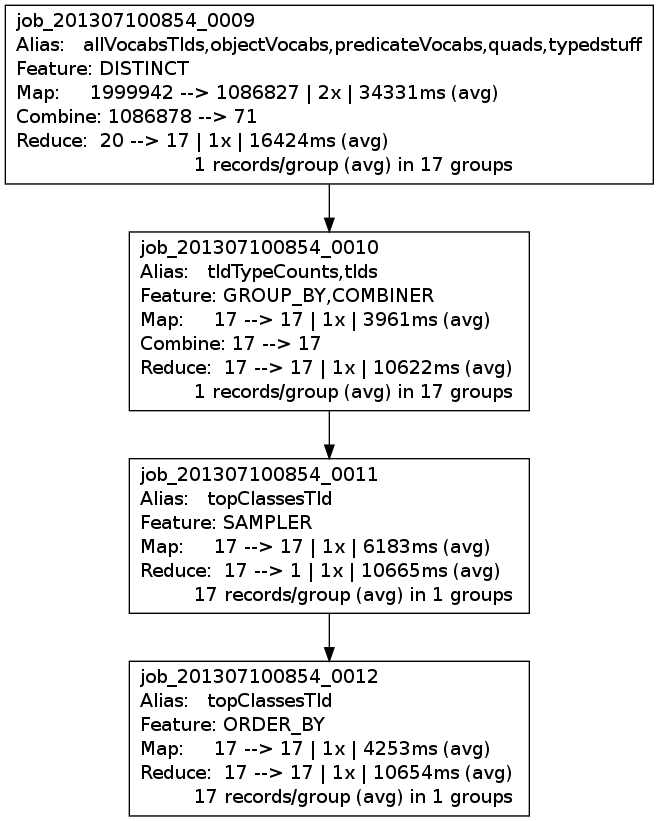 job_201307100854_0009
Alias: allVocabsTlds,objectVocabs,predicateVocabs,quads,typedstuff
Feature: DISTINCT
Map: 1999942 --> 1086827 | 2x | 34331ms (avg)
Combine: 1086878 --> 71
Reduce: 20 --> 17 | 1x | 16424ms (avg)
1 records/group (avg) in 17 groups
job_201307100854_0010
Alias: tldTypeCounts,tlds
Feature: GROUP_BY,COMBINER
Map: 17 --> 17 | 1x | 3961ms (avg)
Combine: 17 --> 17
Reduce: 17 --> 17 | 1x | 10622ms (avg)
1 records/group (avg) in 17 groups
job_201307100854_0011
Alias: topClassesTld
Feature: SAMPLER
Map: 17 --> 17 | 1x | 6183ms (avg)
Reduce: 17 --> 1 | 1x | 10665ms (avg)
17 records/group (avg) in 1 groups
job_201307100854_0012
Alias: topClassesTld
Feature: ORDER_BY
Map: 17 --> 17 | 1x | 4253ms (avg)
Reduce: 17 --> 17 | 1x | 10654ms (avg)
17 records/group (avg) in 1 groups